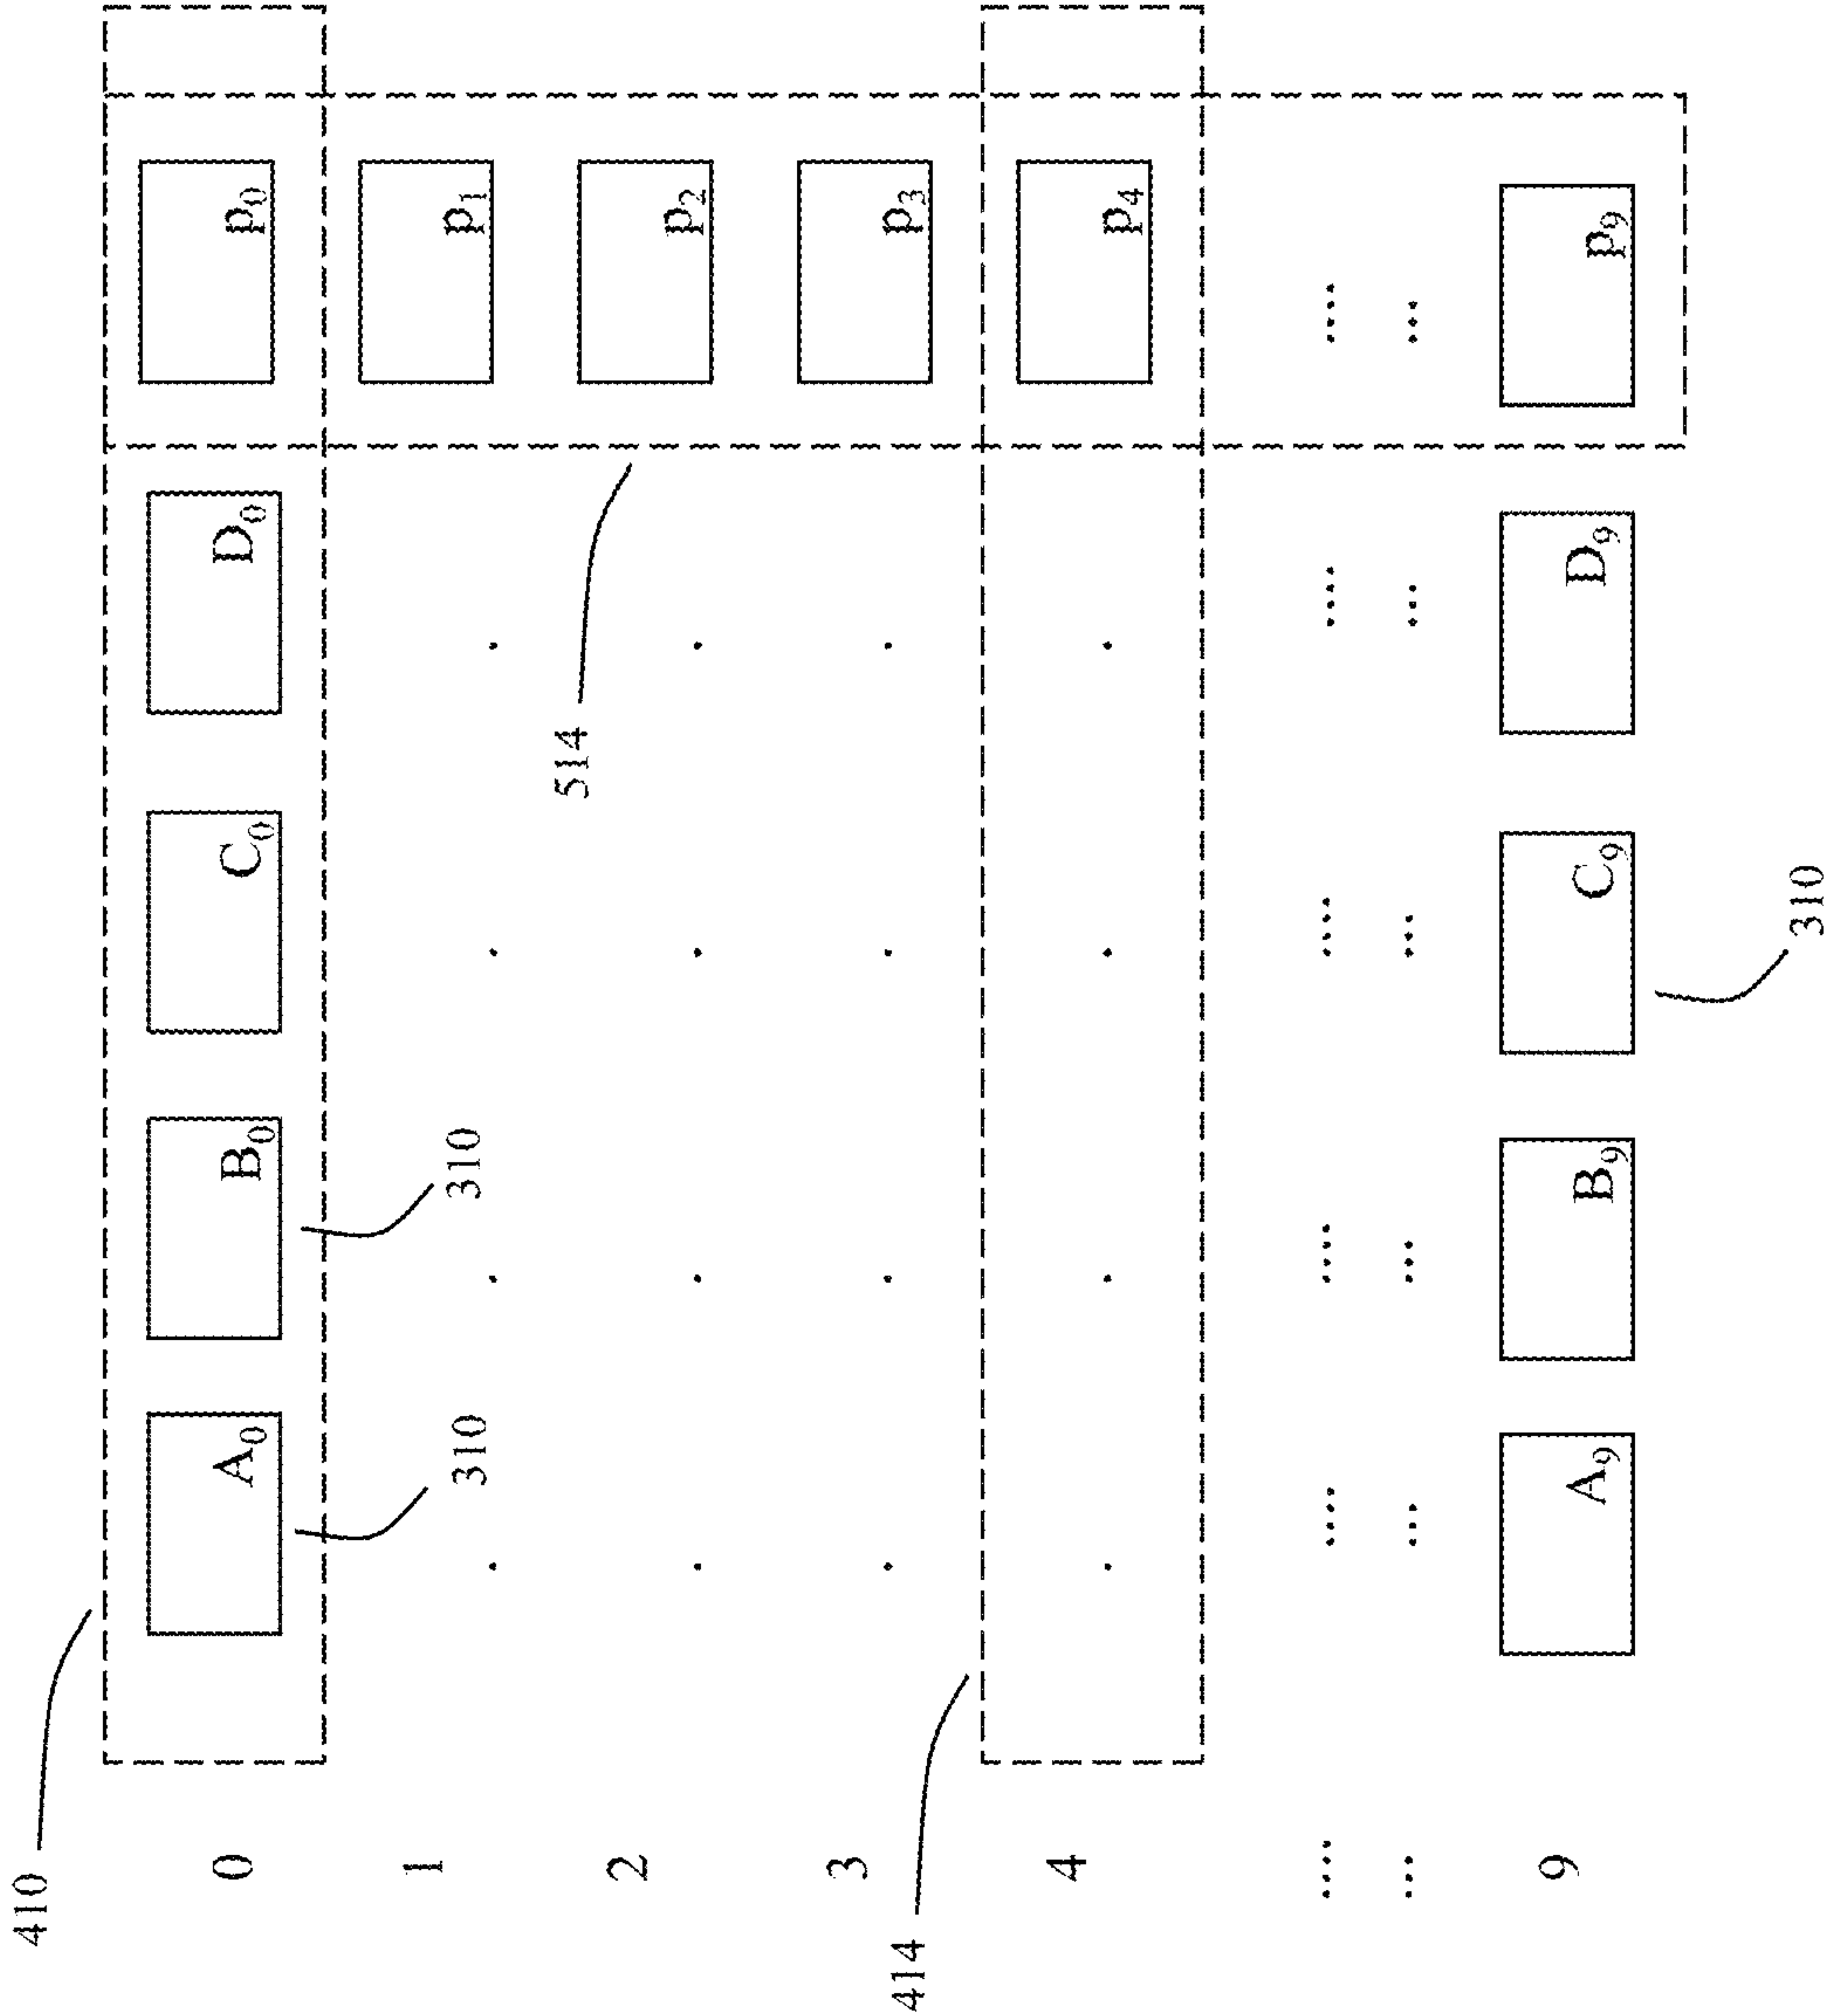 410
0 A₀ B₀ C₀ D₀ p₀
310 310
1 . . . . p₁
514
2 . . . . p₂
3 . . . . p₃
414
4 . . . . p₄
.... .... .... .... .... ....
... ... ... ... ... ...
9 A₉ B₉ C₉ D₉ p₉
310